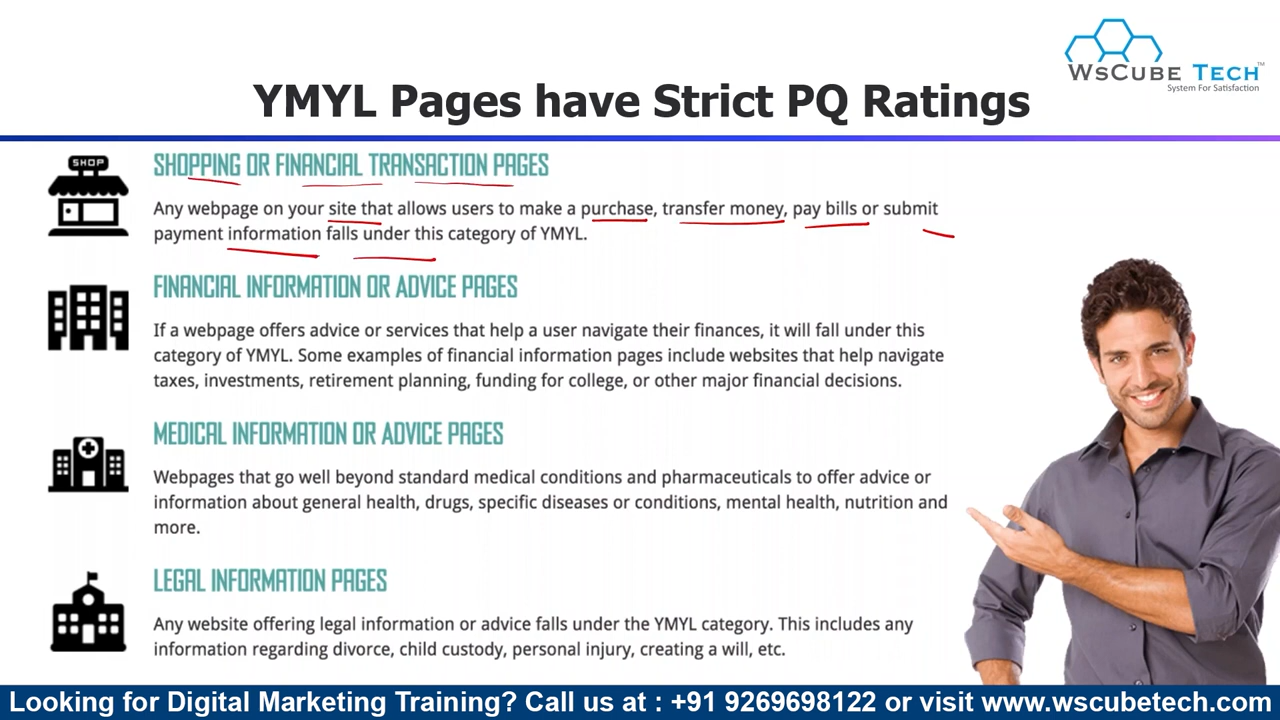 WsCube Tech™
System For Satisfaction
YMYL Pages have Strict PQ Ratings
SHOP
SHOPPING OR FINANCIAL TRANSACTION PAGES
Any webpage on your site that allows users to make a purchase, transfer money, pay bills or submit
payment information falls under this category of YMYL.
FINANCIAL INFORMATION OR ADVICE PAGES
If a webpage offers advice or services that help a user navigate their finances, it will fall under this
category of YMYL. Some examples of financial information pages include websites that help navigate
taxes, investments, retirement planning, funding for college, or other major financial decisions.
MEDICAL INFORMATION OR ADVICE PAGES
Webpages that go well beyond standard medical conditions and pharmaceuticals to offer advice or
information about general health, drugs, specific diseases or conditions, mental health, nutrition and
more.
LEGAL INFORMATION PAGES
Any website offering legal information or advice falls under the YMYL category. This includes any
information regarding divorce, child custody, personal injury, creating a will, etc.
Looking for Digital Marketing Training? Call us at : +91 9269698122 or visit www.wscubetech.com